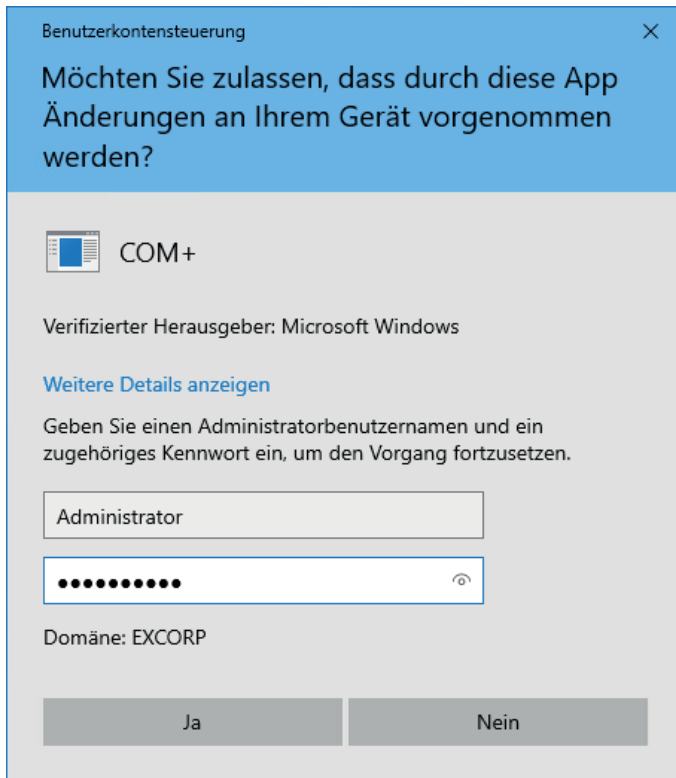 Benutzerkontensteuerung
Möchten Sie zulassen, dass durch diese App
Änderungen an Ihrem Gerät vorgenommen
werden?
COM+
Verifizierter Herausgeber: Microsoft Windows
Weitere Details anzeigen
Geben Sie einen Administratorbenutzernamen und ein
zugehöriges Kennwort ein, um den Vorgang fortzusetzen.
Administrator
●●●●●●●●●●
Domäne: EXCORP
Ja Nein